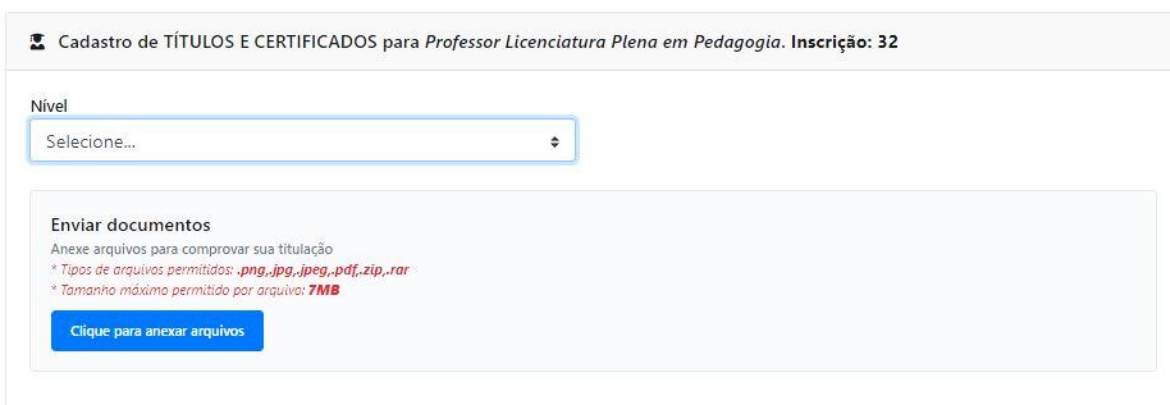 Cadastro de TÍTULOS E CERTIFICADOS para Professor Licenciatura Plena em Pedagogia. Inscrição: 32
Nível
Selecione...
Enviar documentos
Anexe arquivos para comprovar sua titulação
* Tipos de arquivos permitidos: .png,.jpg,.jpeg,.pdf,.zip,.rar
* Tamanho máximo permitido por arquivo: 7MB
Clique para anexar arquivos